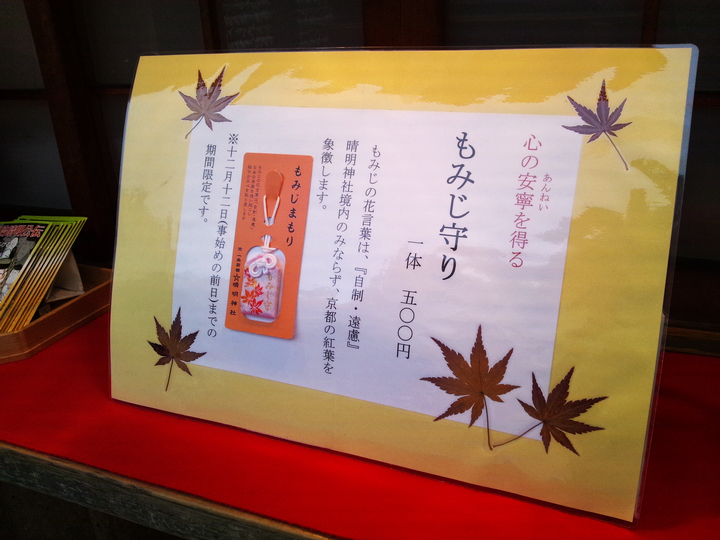 心の安寧を得る
あんねい
もみじ守り
一体 五〇〇円
もみじの花言葉は、『自制・遠慮』
晴明神社境内のみならず、京都の紅葉を
象徴します。
もみじまもり
晴明神社
※十二月十二日(事始めの前日)までの
期間限定です。